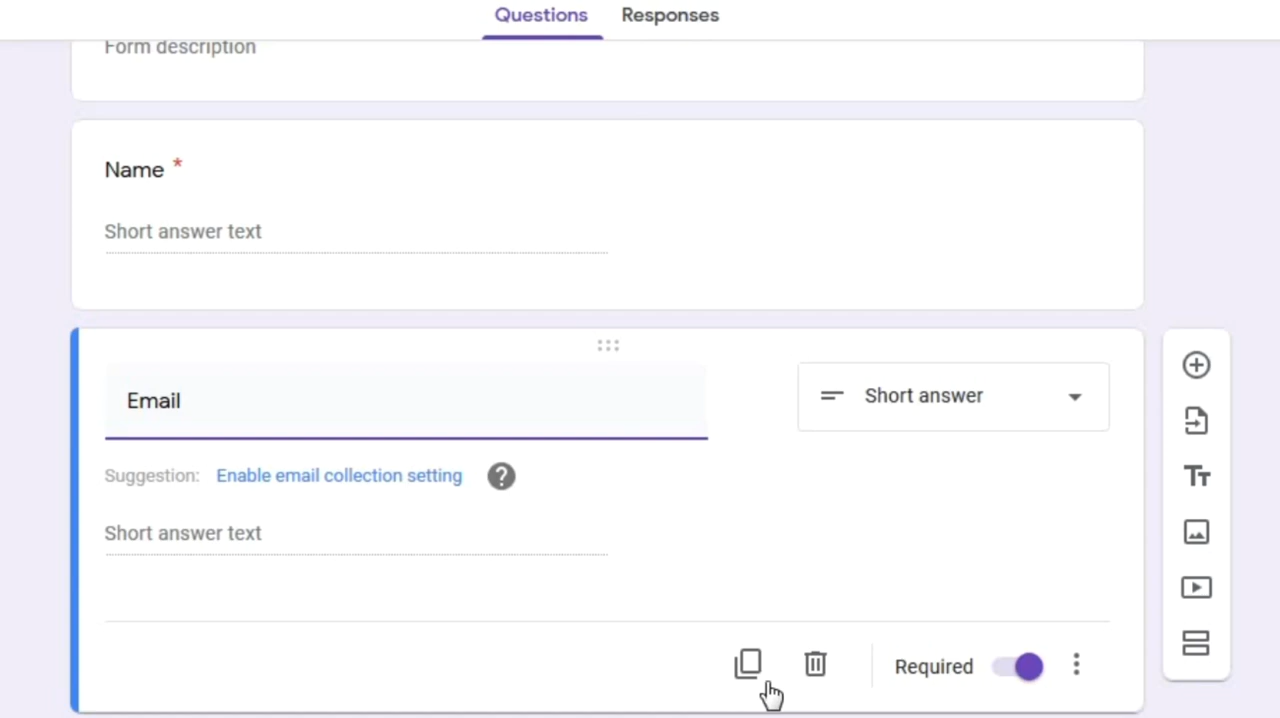 Questions Responses
Form description
Name *
Short answer text
Email
Short answer
Suggestion: Enable email collection setting ?
Short answer text
Required
TT